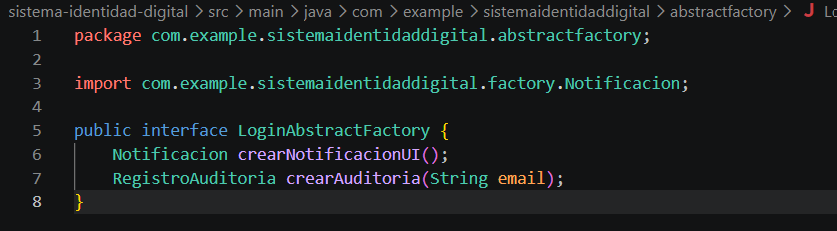 sistema-identidad-digital > src > main > java > com > example > sistemaidentidaddigital > abstractfactory > J
1 package com.example.sistemaidentidaddigital.abstractfactory;
2
3 import com.example.sistemaidentidaddigital.factory.Notificacion;
4
5 public interface LoginAbstractFactory {
6     Notificacion crearNotificacionUI();
7     RegistroAuditoria crearAuditoria(String email);
8 }